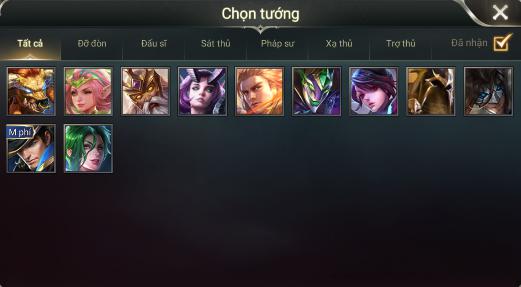 Chọn tướng
Tất cả Đỡ đòn Đấu sĩ Sát thủ Pháp sư Xạ thủ Trợ thủ Đã nhận
M phí